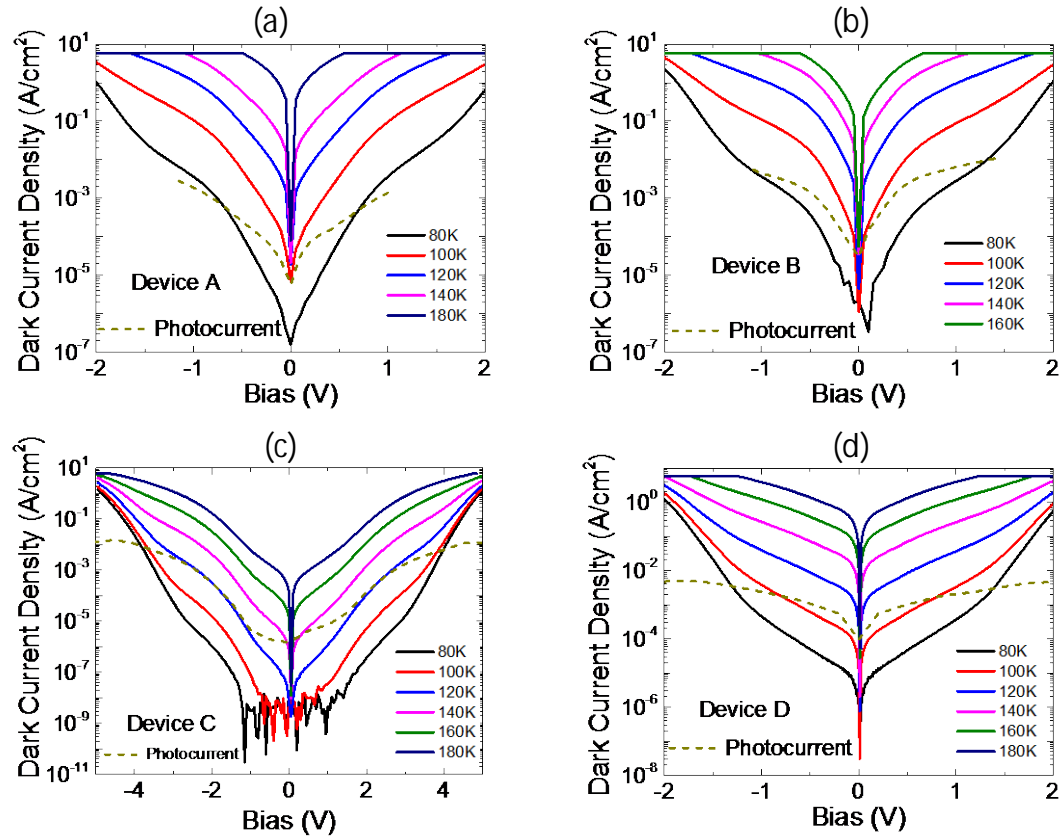 (a)
Dark Current Density (A/cm²)
10¹
10⁻¹
10⁻³
10⁻⁵
10⁻⁷
Device A
Photocurrent
80K
100K
120K
140K
180K
-2 -1 0 1 2
Bias (V)
(b)
Dark Current Density (A/cm²)
10¹
10⁻¹
10⁻³
10⁻⁵
10⁻⁷
Device B
Photocurrent
80K
100K
120K
140K
160K
-2 -1 0 1 2
Bias (V)
(c)
Dark Current Density (A/cm²)
10¹
10⁻¹
10⁻³
10⁻⁵
10⁻⁷
10⁻⁹
10⁻¹¹
Device C
Photocurrent
80K
100K
120K
140K
160K
180K
-4 -2 0 2 4
Bias (V)
(d)
Dark Current Density (A/cm²)
10⁰
10⁻²
10⁻⁴
10⁻⁶
10⁻⁸
Device D
Photocurrent
80K
100K
120K
140K
160K
180K
-2 -1 0 1 2
Bias (V)